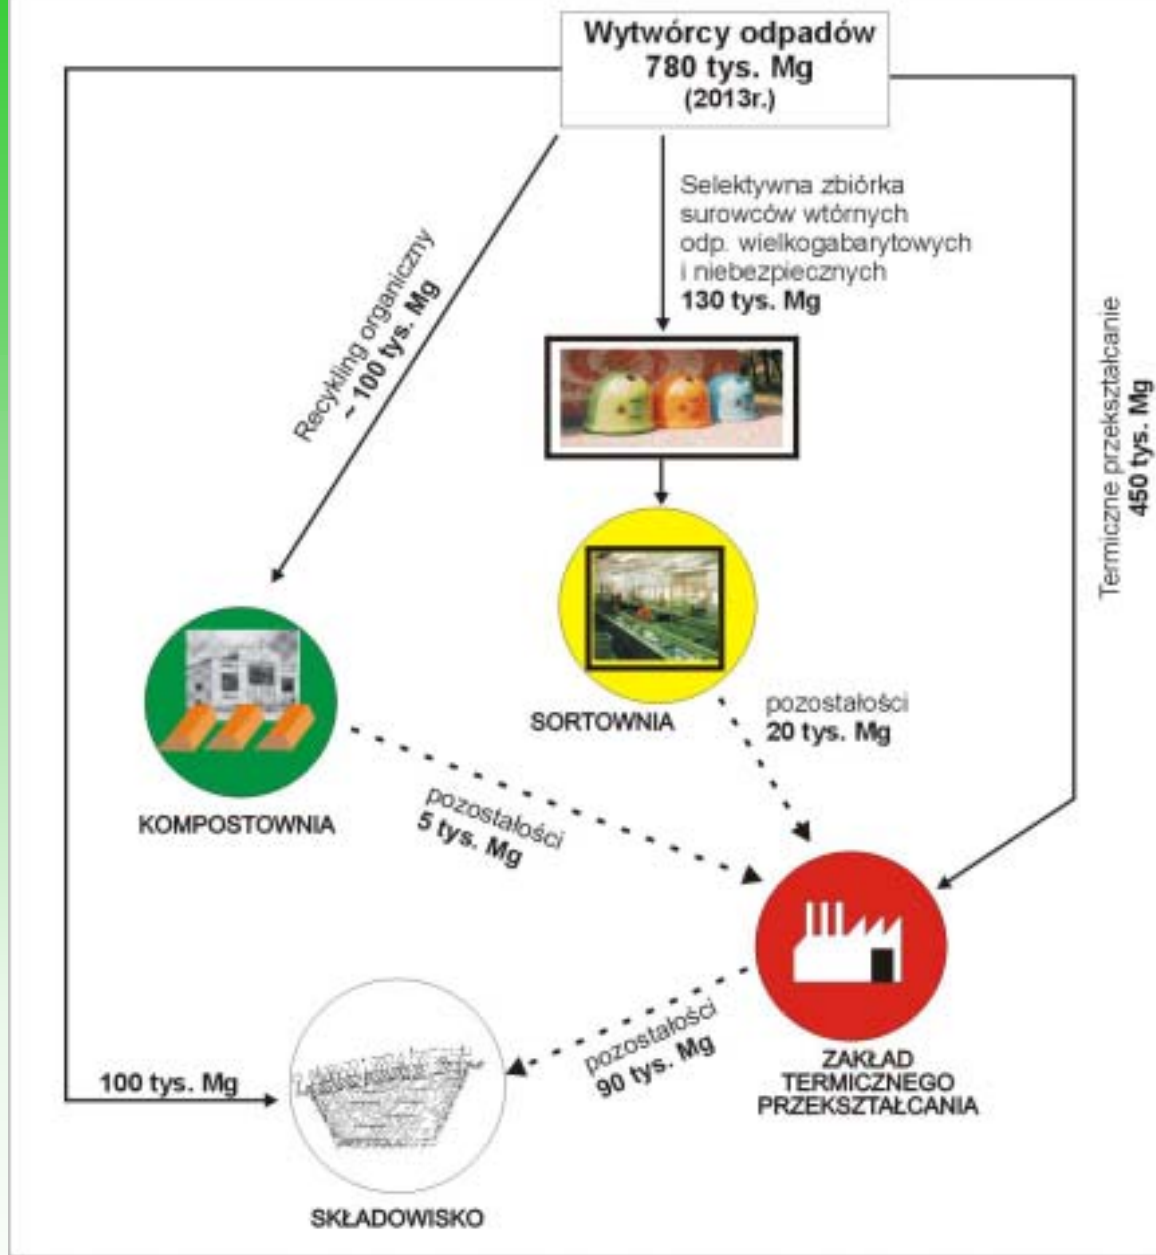 Wytwórcy odpadów
780 tys. Mg
(2013r.)
Selektywna zbiórka
surowców wtórnych
odp. wielkogabarytowych
i niebezpiecznych
130 tys. Mg
Recykling organiczny
~ 100 tys. Mg
Termiczne przekształcanie
450 tys. Mg
SORTOWNIA
pozostałości
20 tys. Mg
KOMPOSTOWNIA
pozostałości
5 tys. Mg
ZAKŁAD
TERMICZNEGO
PRZEKSZTAŁCANIA
pozostałości
90 tys. Mg
100 tys. Mg
SKŁADOWISKO